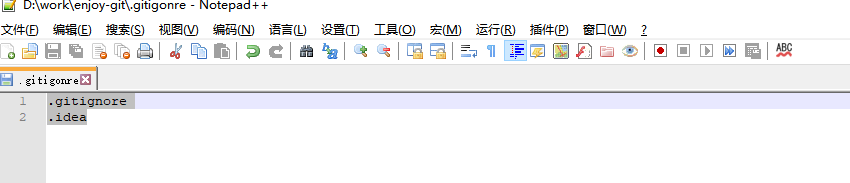 D:\work\enjoy-git\.gitigonre - Notepad++
文件(F) 编辑(E) 搜索(S) 视图(V) 编码(N) 语言(L) 设置(T) 工具(O) 宏(M) 运行(R) 插件(P) 窗口(W) ?
ABC
.gitigonre
1 .gitignore
2 .idea